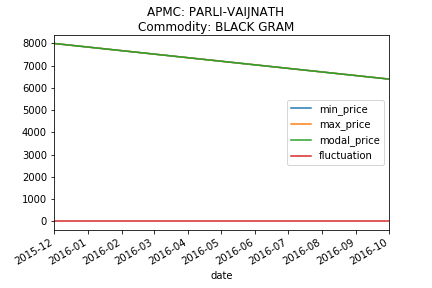 APMC: PARLI-VAIJNATH
Commodity: BLACK GRAM
8000
7000
6000
5000
4000
3000
2000
1000
0
min_price
max_price
modal_price
fluctuation
2015-12
2016-01
2016-02
2016-03
2016-04
2016-05
2016-06
2016-07
2016-08
2016-09
2016-10
date